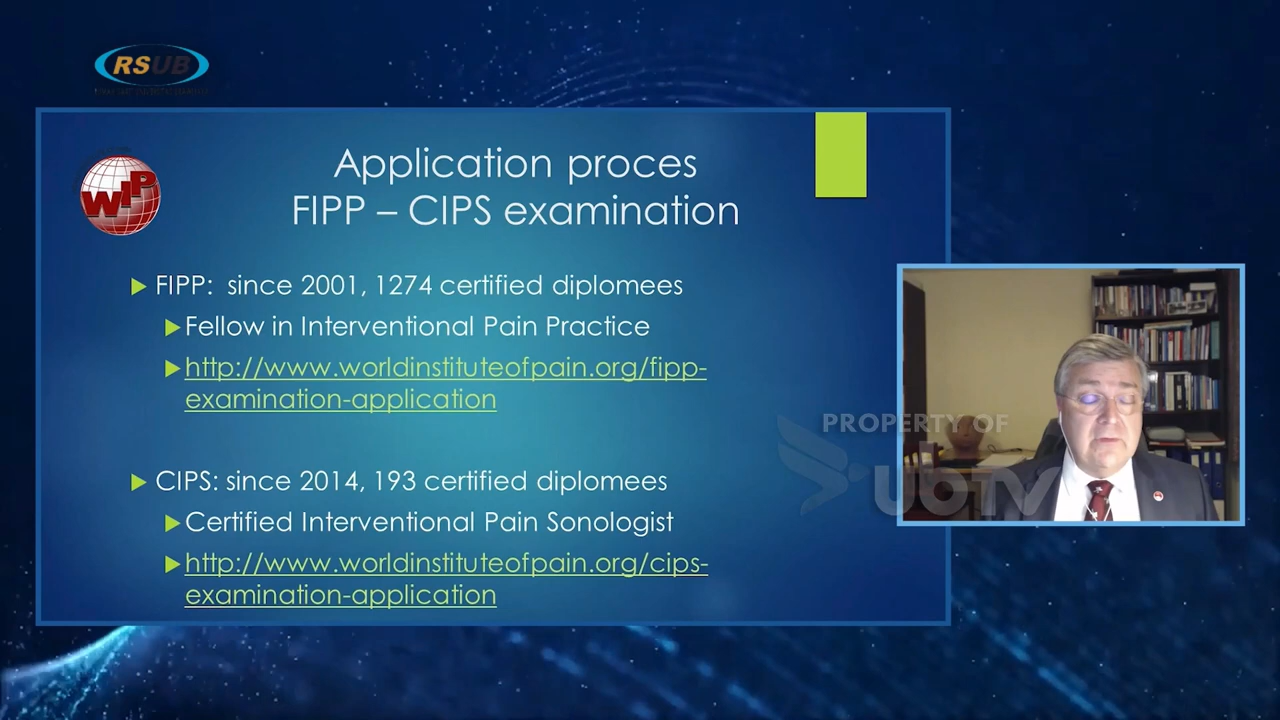 RSUB
WIP
Application proces
FIPP – CIPS examination
FIPP: since 2001, 1274 certified diplomees
Fellow in Interventional Pain Practice
http://www.worldinstituteofpain.org/fipp-
examination-application
PROPERTY OF
UBTV
CIPS: since 2014, 193 certified diplomees
Certified Interventional Pain Sonologist
http://www.worldinstituteofpain.org/cips-
examination-application